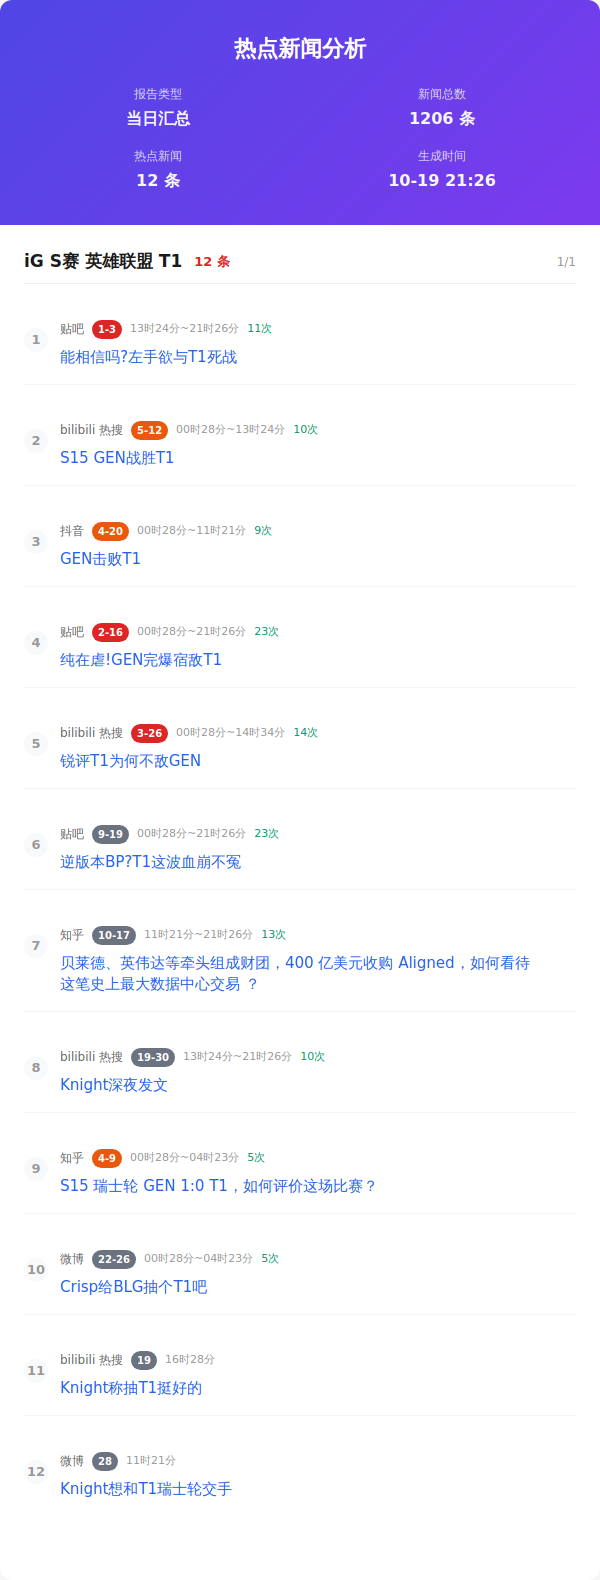 热点新闻分析
报告类型
新闻总数
当日汇总
1206 条
热点新闻
生成时间
12 条
10-19 21:26
iG S赛 英雄联盟 T1 12 条 1/1
1 贴吧 1-3 13时24分~21时26分 11次
能相信吗?左手欲与T1死战
2 bilibili 热搜 5-12 00时28分~13时24分 10次
S15 GEN战胜T1
3 抖音 4-20 00时28分~11时21分 9次
GEN击败T1
4 贴吧 2-16 00时28分~21时26分 23次
纯在虐!GEN完爆宿敌T1
5 bilibili 热搜 3-26 00时28分~14时34分 14次
锐评T1为何不敌GEN
6 贴吧 9-19 00时28分~21时26分 23次
逆版本BP?T1这波血崩不冤
7 知乎 10-17 11时21分~21时26分 13次
贝莱德、英伟达等牵头组成财团，400 亿美元收购 Aligned，如何看待
这笔史上最大数据中心交易 ？
8 bilibili 热搜 19-30 13时24分~21时26分 10次
Knight深夜发文
9 知乎 4-9 00时28分~04时23分 5次
S15 瑞士轮 GEN 1:0 T1，如何评价这场比赛？
10 微博 22-26 00时28分~04时23分 5次
Crisp给BLG抽个T1吧
11 bilibili 热搜 19 16时28分
Knight称抽T1挺好的
12 微博 28 11时21分
Knight想和T1瑞士轮交手